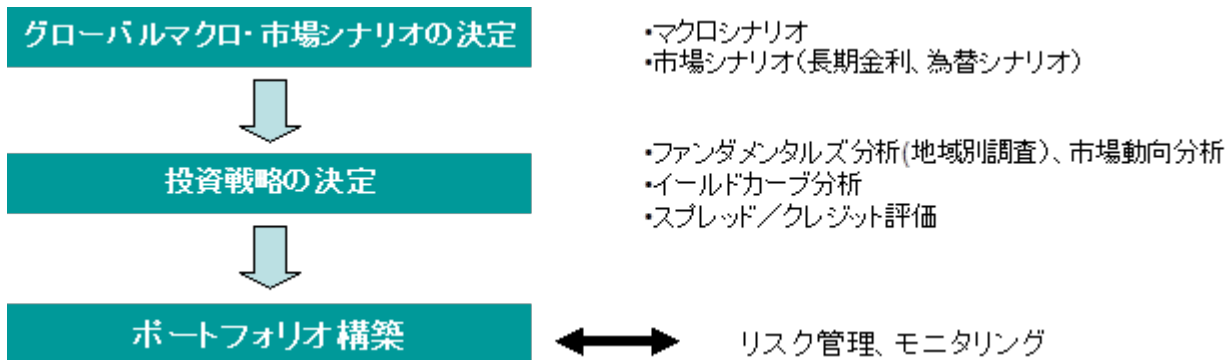 グローバルマクロ・市場シナリオの決定
・マクロシナリオ
・市場シナリオ(長期金利、為替シナリオ)
投資戦略の決定
・ファンダメンタルズ分析(地域別調査)、市場動向分析
・イールドカーブ分析
・スプレッド／クレジット評価
ポートフォリオ構築
リスク管理、モニタリング